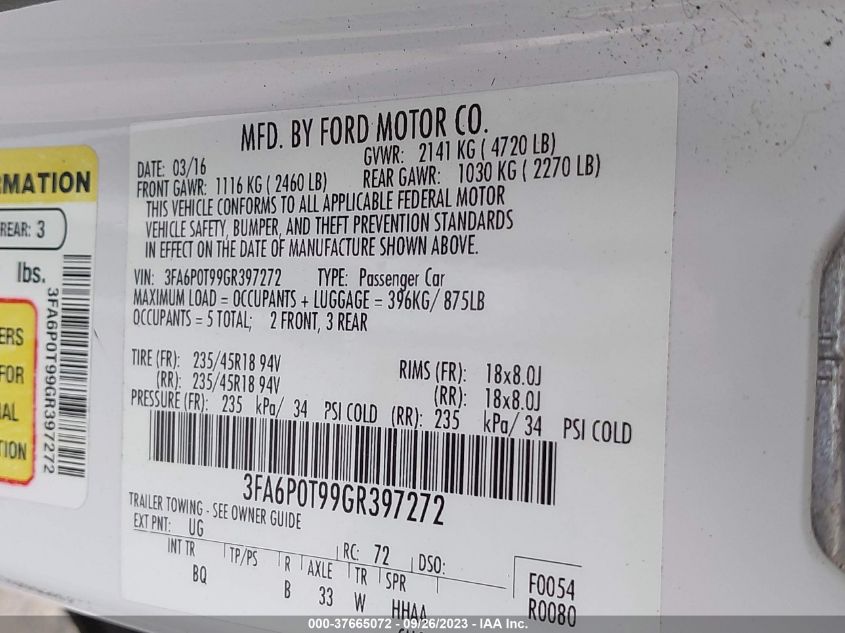 MFD. BY FORD MOTOR CO.
DATE: 03/16 GVWR: 2141 KG ( 4720 LB)
FRONT GAWR: 1116 KG ( 2460 LB) REAR GAWR: 1030 KG ( 2270 LB)
THIS VEHICLE CONFORMS TO ALL APPLICABLE FEDERAL MOTOR
VEHICLE SAFETY, BUMPER, AND THEFT PREVENTION STANDARDS
IN EFFECT ON THE DATE OF MANUFACTURE SHOWN ABOVE.
VIN: 3FA6P0T99GR397272 TYPE: Passenger Car
MAXIMUM LOAD = OCCUPANTS + LUGGAGE = 396KG/ 875LB
OCCUPANTS = 5 TOTAL; 2 FRONT, 3 REAR
TIRE (FR): 235/45R18 94V RIMS (FR): 18x8.0J
(RR): 235/45R18 94V (RR): 18x8.0J
PRESSURE (FR): 235 kPa/ 34 PSI COLD (RR): 235 kPa/ 34 PSI COLD
3FA6P0T99GR397272
TRAILER TOWING - SEE OWNER GUIDE
EXT PNT: UG RC: 72 DSO:
INT TR TP/PS R AXLE TR SPR F0054
BQ B 33 W HHAA R0080
RMATION
REAR: 3
lbs.
3FA6P0T99GR397272
ERS
FOR
IAL
TION
000-37665072 - 09/26/2023 - IAA Inc.